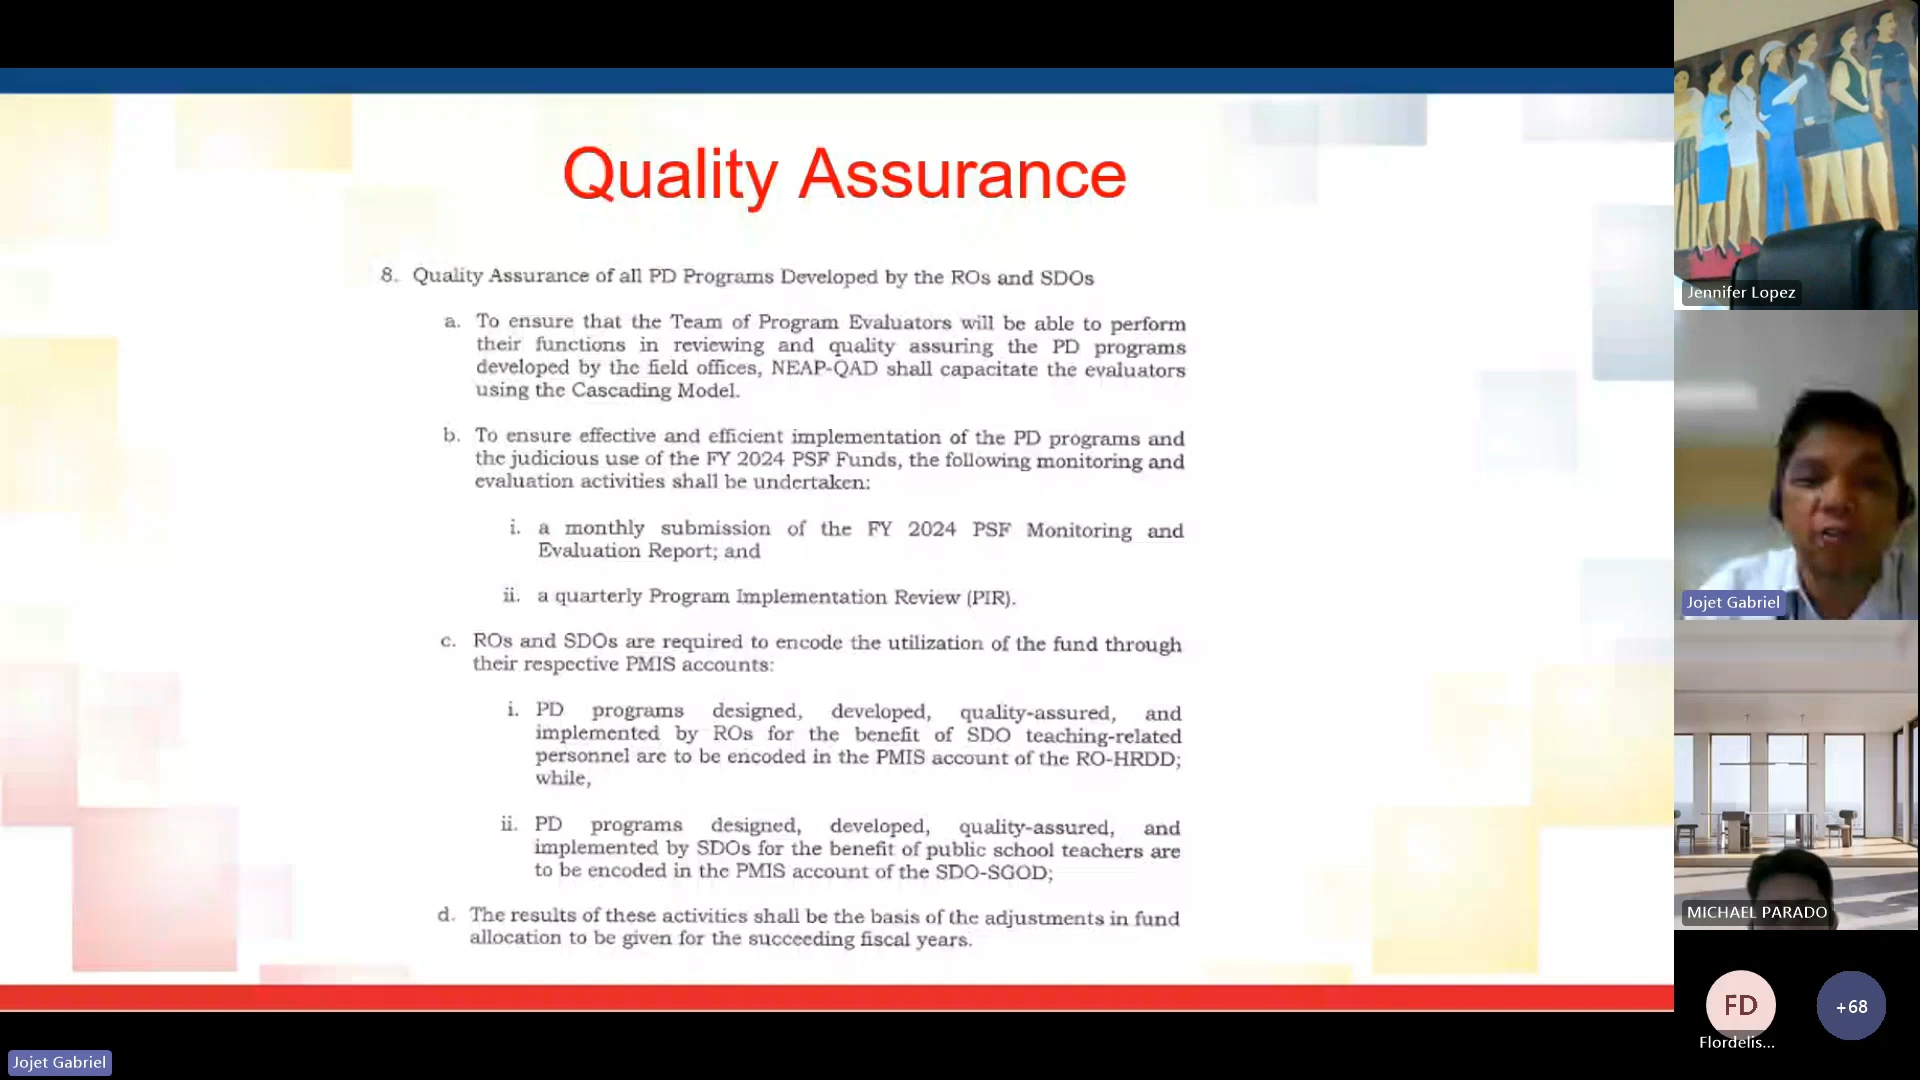 Quality Assurance
8. Quality Assurance of all PD Programs Developed by the ROs and SDOs
a. To ensure that the Team of Program Evaluators will be able to perform
their functions in reviewing and quality assuring the PD programs
developed by the field offices, NEAP-QAD shall capacitate the evaluators
using the Cascading Model.
b. To ensure effective and efficient implementation of the PD programs and
the judicious use of the FY 2024 PSF Funds, the following monitoring and
evaluation activities shall be undertaken:
i. a monthly submission of the FY 2024 PSF Monitoring and
Evaluation Report; and
ii. a quarterly Program Implementation Review (PIR).
c. ROs and SDOs are required to encode the utilization of the fund through
their respective PMIS accounts:
i. PD programs designed, developed, quality-assured, and
implemented by ROs for the benefit of SDO teaching-related
personnel are to be encoded in the PMIS account of the RO-HRDD;
while,
ii. PD programs designed, developed, quality-assured, and
implemented by SDOs for the benefit of public school teachers are
to be encoded in the PMIS account of the SDO-SGOD;
d. The results of these activities shall be the basis of the adjustments in fund
allocation to be given for the succeeding fiscal years.
Jojet Gabriel
Jennifer Lopez
Jojet Gabriel
MICHAEL PARADO
FD
Flordelis...
+68